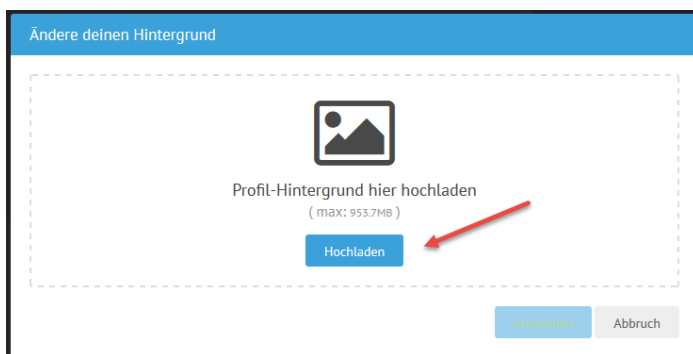 Ändere deinen Hintergrund
Profil-Hintergrund hier hochladen
( max: 953.7MB )
Hochladen
Abbruch